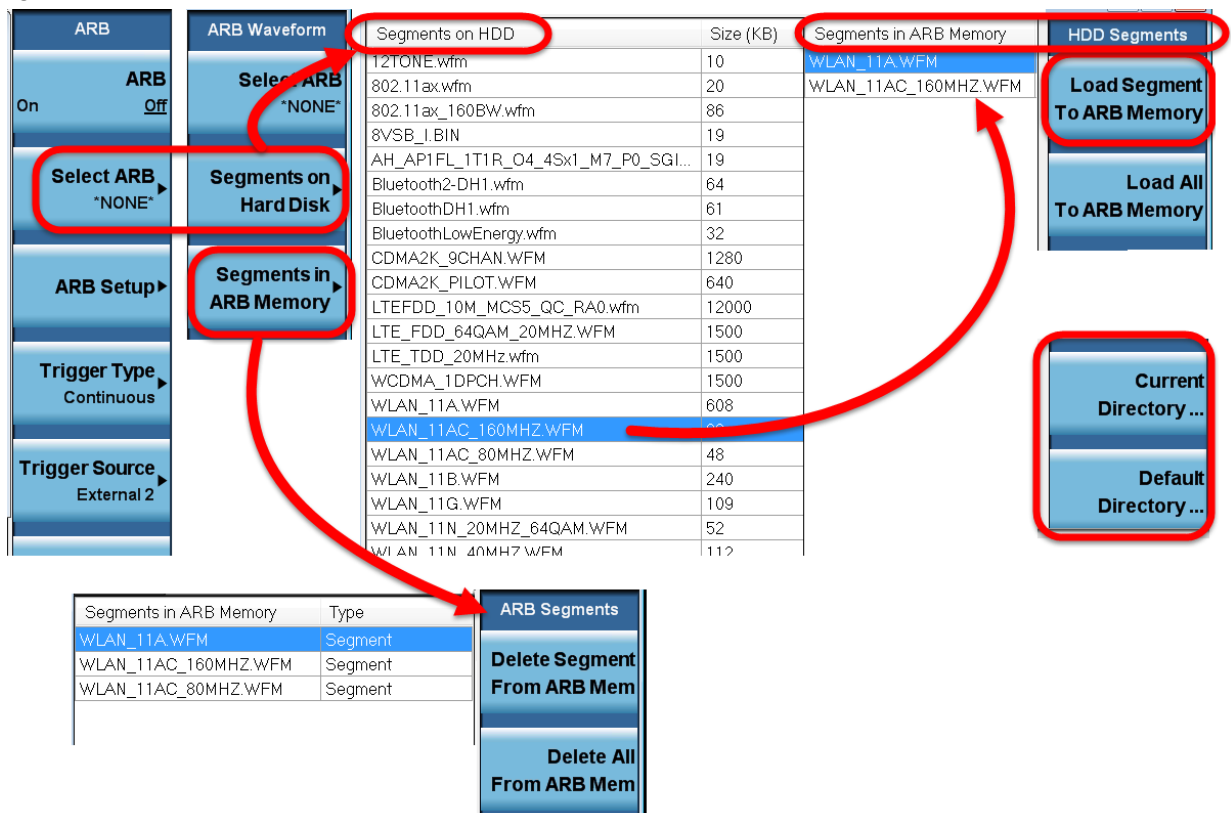 ARB
ARB
On Off
Select ARB
*NONE*
ARB Setup
Trigger Type
Continuous
Trigger Source
External 2
ARB Waveform
Select ARB
*NONE*
Segments on
Hard Disk
Segments in
ARB Memory
Segments on HDD Size (KB)
12TONE.wfm 10
802.11ax.wfm 20
802.11ax_160BW.wfm 86
8VSB_I.BIN 19
AH_AP1FL_1T1R_O4_4Sx1_M7_P0_SGI... 19
Bluetooth2-DH1.wfm 64
BluetoothDH1.wfm 61
BluetoothLowEnergy.wfm 32
CDMA2K_9CHAN.WFM 1280
CDMA2K_PILOT.WFM 640
LTEFDD_10M_MCS5_QC_RA0.wfm 12000
LTE_FDD_64QAM_20MHZ.WFM 1500
LTE_TDD_20MHz.wfm 1500
WCDMA_1DPCH.WFM 1500
WLAN_11A.WFM 608
WLAN_11AC_160MHZ.WFM
WLAN_11AC_80MHZ.WFM 48
WLAN_11B.WFM 240
WLAN_11G.WFM 109
WLAN_11N_20MHZ_64QAM.WFM 52
WLAN_11N_40MHZ.WFM 112
Segments in ARB Memory
WLAN_11A.WFM
WLAN_11AC_160MHZ.WFM
HDD Segments
Load Segment
To ARB Memory
Load All
To ARB Memory
Current
Directory ...
Default
Directory ...
Segments in ARB Memory Type
WLAN_11A.WFM Segment
WLAN_11AC_160MHZ.WFM Segment
WLAN_11AC_80MHZ.WFM Segment
ARB Segments
Delete Segment
From ARB Mem
Delete All
From ARB Mem